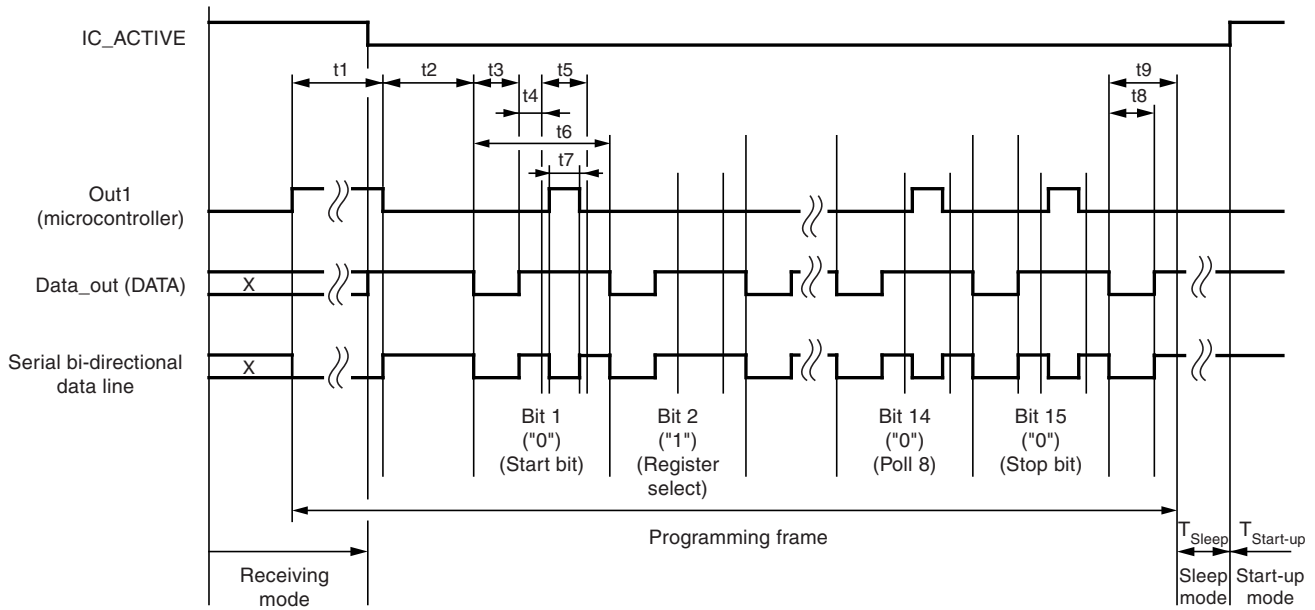 IC_ACTIVE
t1
t2
t3
t5
t9
t4
t8
t6
t7
Out1
(microcontroller)
Data_out (DATA)
X
Serial bi-directional
data line
X
Bit 1
("0")
(Start bit)
Bit 2
("1")
(Register
select)
Bit 14
("0")
(Poll 8)
Bit 15
("0")
(Stop bit)
Programming frame
TSleep
TStart-up
Receiving
mode
Sleep
mode
Start-up
mode